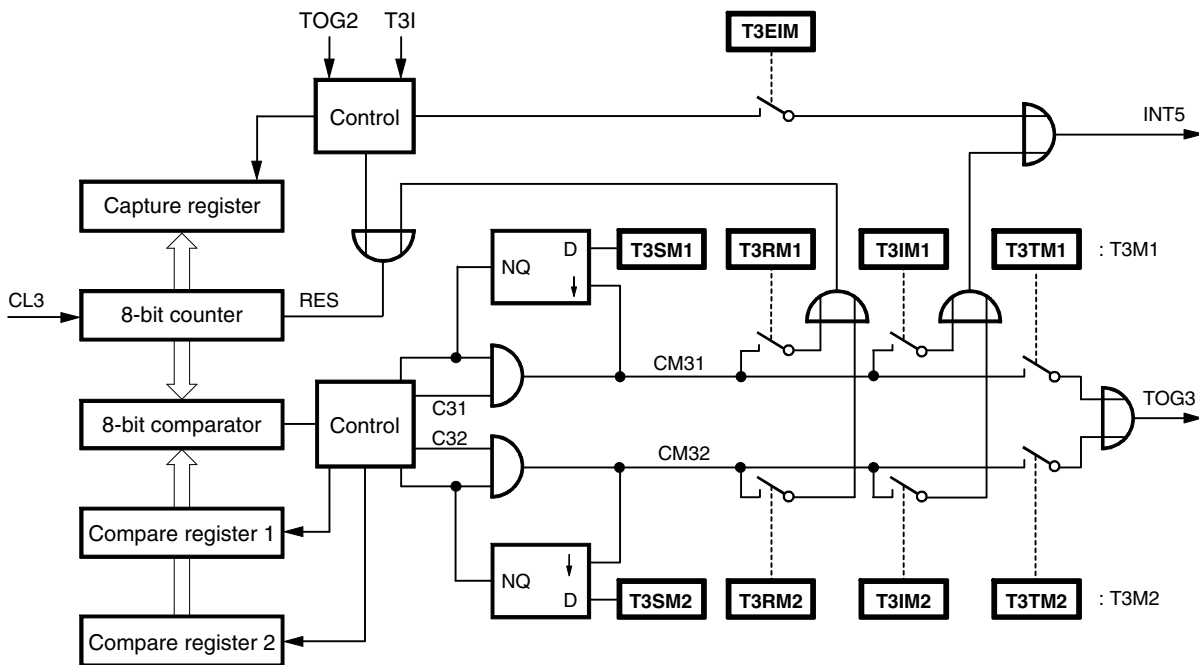 TOG2 T3I
T3EIM
Control
INT5
Capture register
D
NQ
T3SM1
T3RM1
T3IM1
T3TM1
: T3M1
CL3
8-bit counter
RES
CM31
C31
8-bit comparator
Control
TOG3
C32
CM32
Compare register 1
NQ
D
T3SM2
T3RM2
T3IM2
T3TM2
: T3M2
Compare register 2